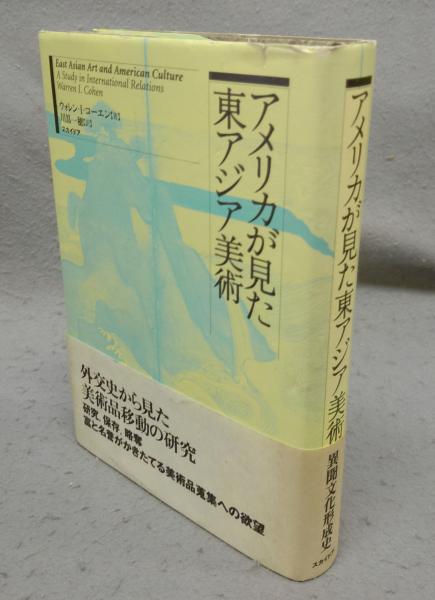 East Asian Art and American Culture
A Study in International Relations
Warren I. Cohen
ウォレン・I・コーエン[著]
川嶌一穂[訳]
スカイドア
アメリカが見た
東アジア美術
外交史から見た
美術品移動の研究
研究、保存、略奪
富と名誉がかきたてる美術品蒐集への欲望
アメリカが見た東アジア美術
異聞文化形成史
スカイドア